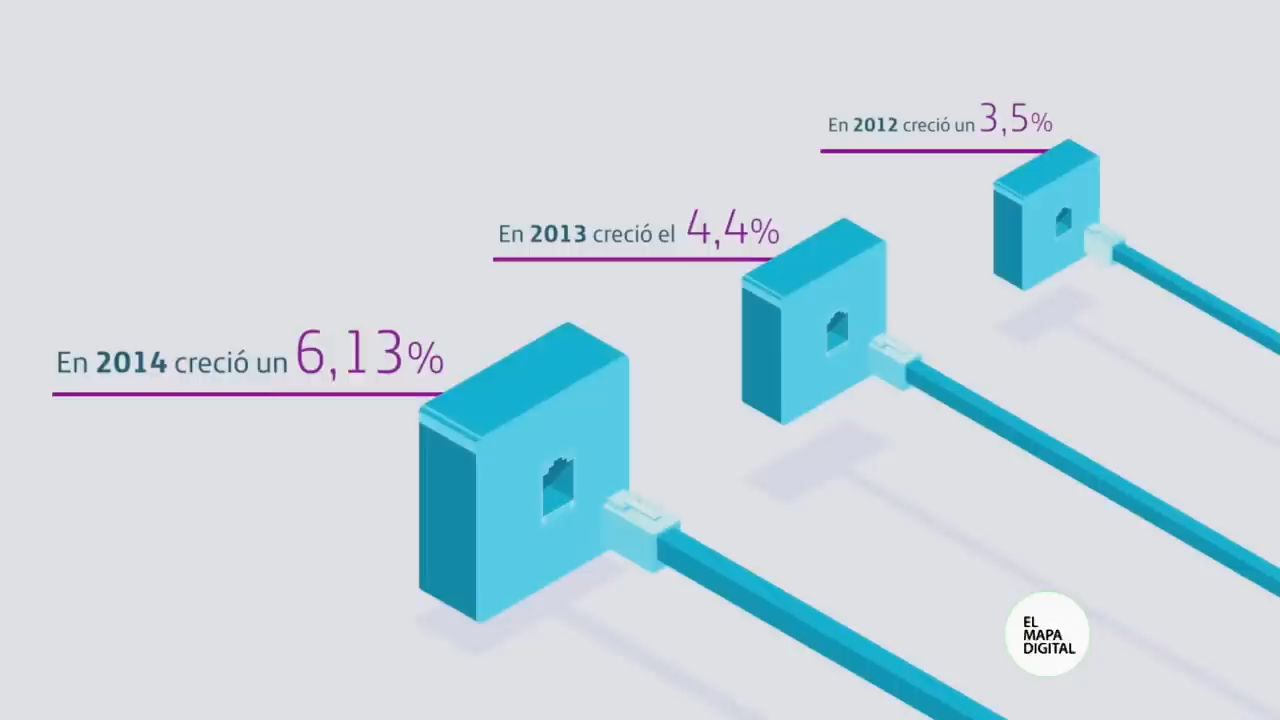 En 2012 creció un 3,5%
En 2013 creció el 4,4%
En 2014 creció un 6,13%
EL
MAPA
DIGITAL